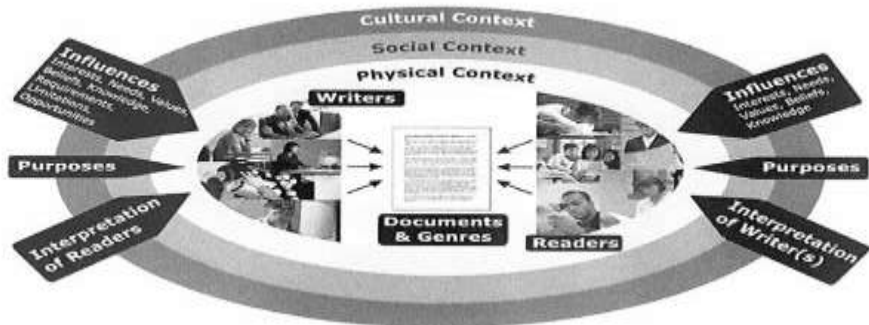 Cultural Context
Social Context
Physical Context
Influences
Interests, Needs, Values,
Beliefs, Knowledge,
Requirements,
Limitations,
Opportunities
Purposes
Interpretation
of Readers
Writers
Documents
& Genres
Readers
Influences
Interests, Needs,
Values, Beliefs,
Knowledge
Purposes
Interpretation
of Writer(s)